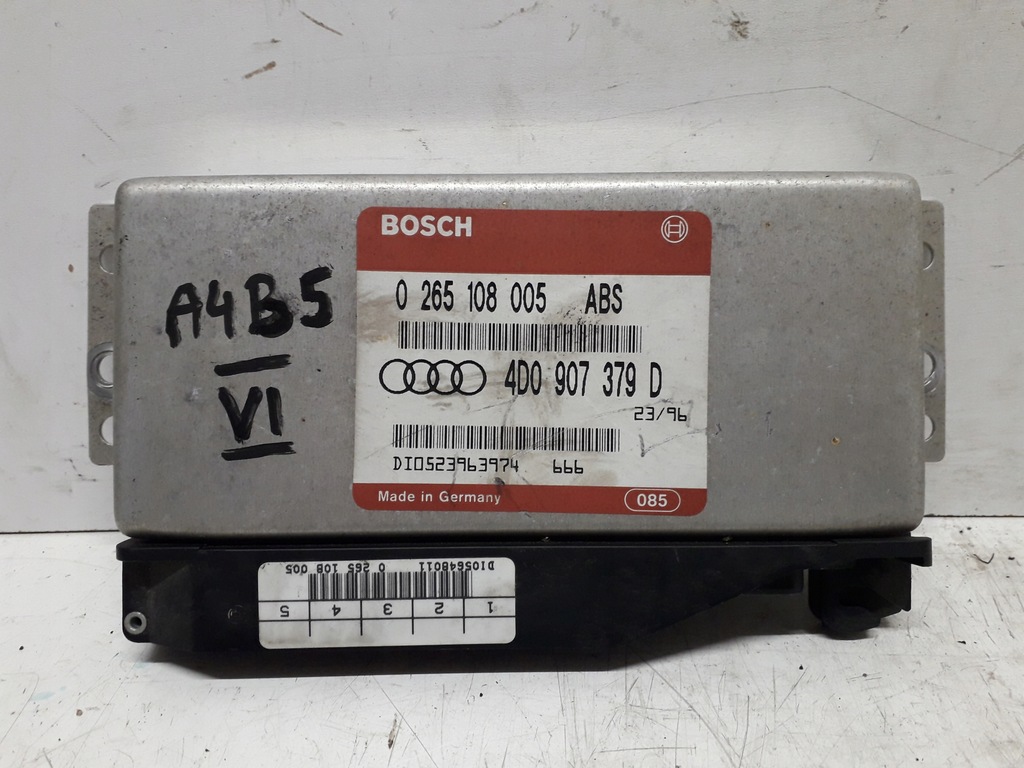 A4B5
VI
BOSCH
0 265 108 005 ABS
4D0 907 379 D
23/96
DI0523963974 666
Made in Germany 085
DI05648011 0 265 108 005
1 2 3 4 5